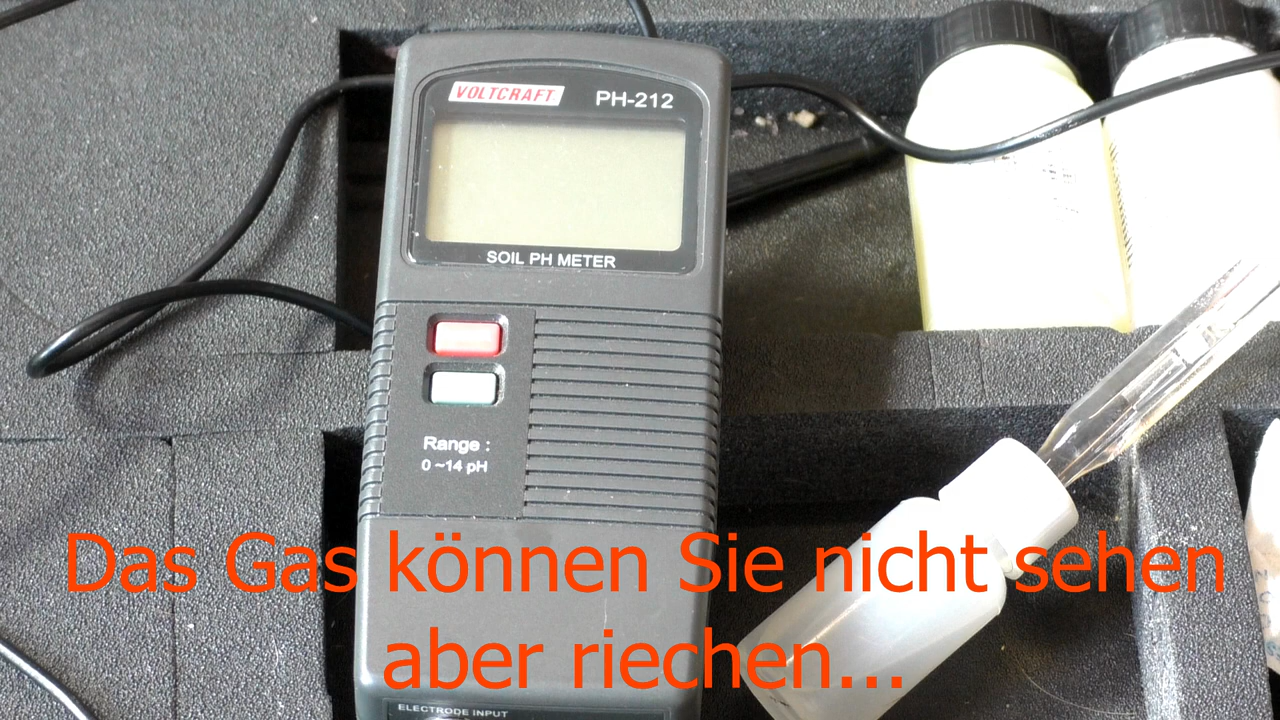 VOLTCRAFT PH-212
SOIL PH METER
Range :
0 ~14 pH
Das Gas können Sie nicht sehen
aber riechen...
ELECTRODE INPUT